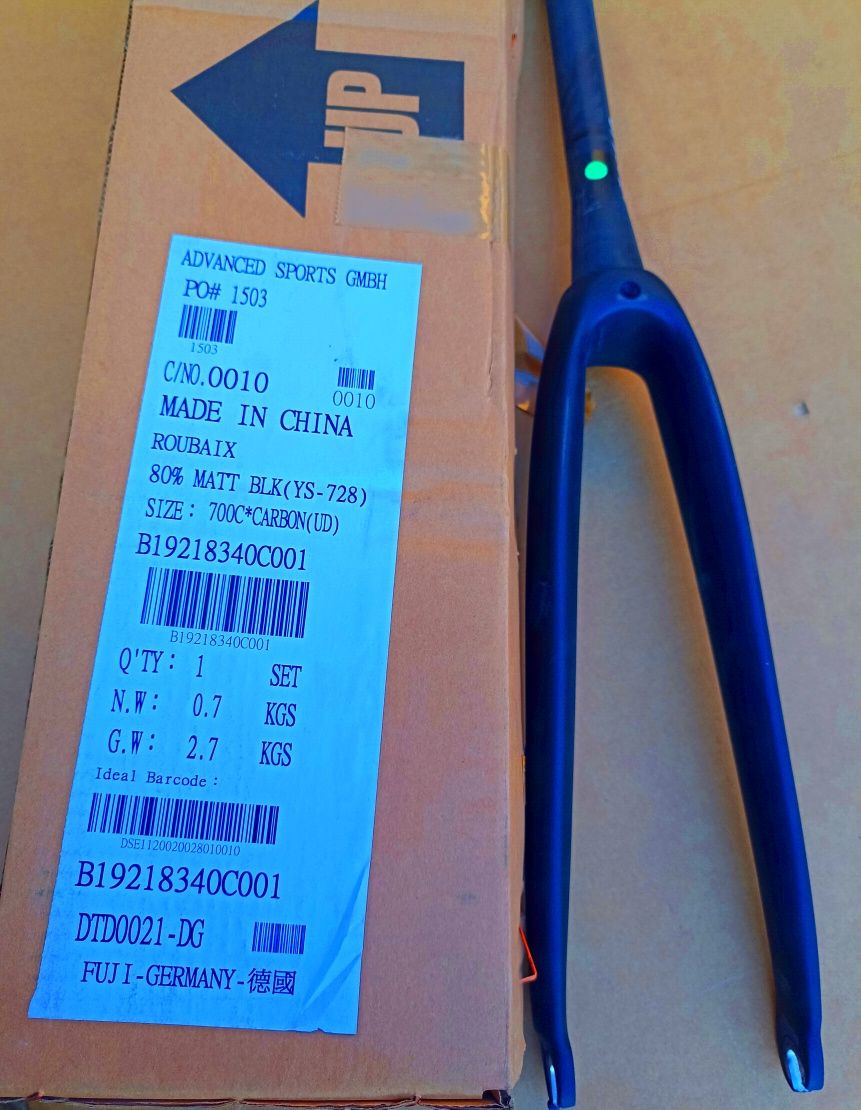 UP
ADVANCED SPORTS GMBH
PO# 1503
1503
C/NO.0010
0010
MADE IN CHINA
ROUBAIX
80% MATT BLK(YS-728)
SIZE: 700C*CARBON(UD)
B19218340C001
B19218340C001
Q'TY: 1 SET
N.W: 0.7 KGS
G.W: 2.7 KGS
Ideal Barcode:
DSE1120020028010010
B19218340C001
DTD0021-DG
FUJI-GERMANY-德國